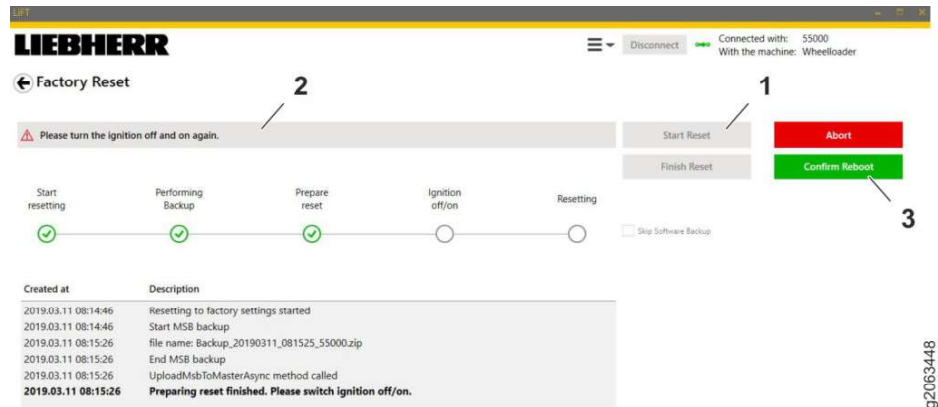 LiFT
LIEBHERR
Disconnect
Connected with: 55000
With the machine: Wheelloader
Factory Reset
2
1
Please turn the ignition off and on again.
Start Reset
Abort
Finish Reset
Confirm Reboot
3
Start
resetting
Performing
Backup
Prepare
reset
Ignition
off/on
Resetting
Skip Software Backup
Created at Description
2019.03.11 08:14:46 Resetting to factory settings started
2019.03.11 08:14:46 Start MSB backup
2019.03.11 08:15:26 file name: Backup_20190311_081525_55000.zip
2019.03.11 08:15:26 End MSB backup
2019.03.11 08:15:26 UploadMsbToMasterAsync method called
2019.03.11 08:15:26 Preparing reset finished. Please switch ignition off/on.
g2063448